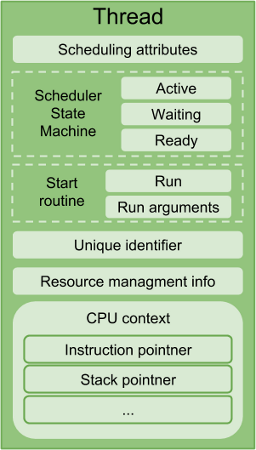 Thread
Scheduling attributes
Scheduler
State
Machine
Active
Waiting
Ready
Start
routine
Run
Run arguments
Unique identifier
Resource managment info
CPU context
Instruction pointner
Stack pointner
...